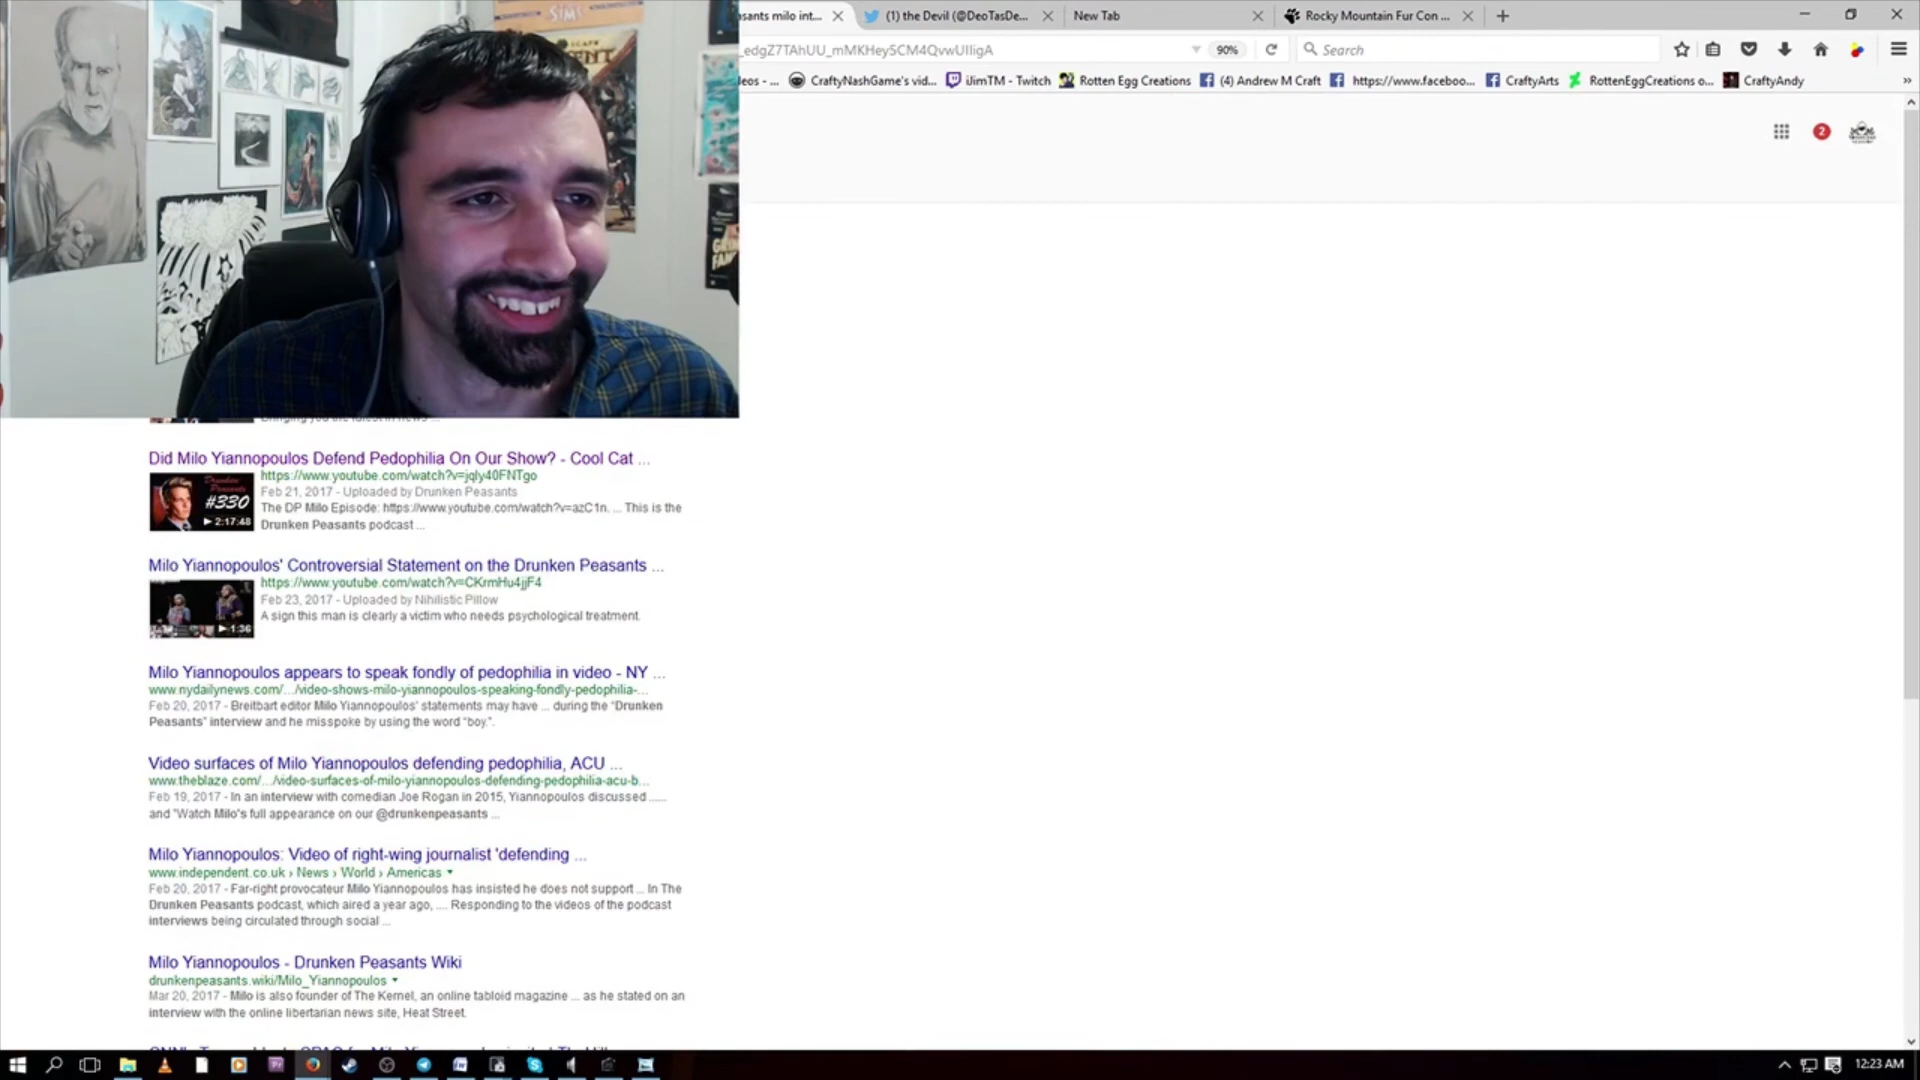 SIMS
asants milo int...
(1) the Devil (@DeoTasDe...
New Tab
Rocky Mountain Fur Con ...
_edgZ7TAhUU_mMKHey5CM4QvwUIIigA
90%
Search
eos - ...
CraftyNashGame's vid...
iJimTM - Twitch
Rotten Egg Creations
(4) Andrew M Craft
https://www.faceboo...
CraftyArts
RottenEggCreations o...
CraftyAndy
2
Did Milo Yiannopoulos Defend Pedophilia On Our Show? - Cool Cat ...
https://www.youtube.com/watch?v=jqly40FNTgo
Feb 21, 2017 - Uploaded by Drunken Peasants
Drunken
Peasants
#330
2:17:48
The DP Milo Episode: https://www.youtube.com/watch?v=azC1n. ... This is the
Drunken Peasants podcast ...
Milo Yiannopoulos' Controversial Statement on the Drunken Peasants ...
https://www.youtube.com/watch?v=CKrmHu4jjF4
Feb 23, 2017 - Uploaded by Nihilistic Pillow
A sign this man is clearly a victim who needs psychological treatment.
1:36
Milo Yiannopoulos appears to speak fondly of pedophilia in video - NY ...
www.nydailynews.com/.../video-shows-milo-yiannopoulos-speaking-fondly-pedophilia-...
Feb 20, 2017 - Breitbart editor Milo Yiannopoulos' statements may have ... during the "Drunken
Peasants" interview and he misspoke by using the word "boy.".
Video surfaces of Milo Yiannopoulos defending pedophilia, ACU ...
www.theblaze.com/.../video-surfaces-of-milo-yiannopoulos-defending-pedophilia-acu-b...
Feb 19, 2017 - In an interview with comedian Joe Rogan in 2015, Yiannopoulos discussed ......
and "Watch Milo's full appearance on our @drunkenpeasants ...
Milo Yiannopoulos: Video of right-wing journalist 'defending ...
www.independent.co.uk › News › World › Americas
Feb 20, 2017 - Far-right provocateur Milo Yiannopoulos has insisted he does not support ... In The
Drunken Peasants podcast, which aired a year ago, .... Responding to the videos of the podcast
interviews being circulated through social ...
Milo Yiannopoulos - Drunken Peasants Wiki
drunkenpeasants.wiki/Milo_Yiannopoulos
Mar 20, 2017 - Milo is also founder of The Kernel, an online tabloid magazine ... as he stated on an
interview with the online libertarian news site, Heat Street.
12:23 AM